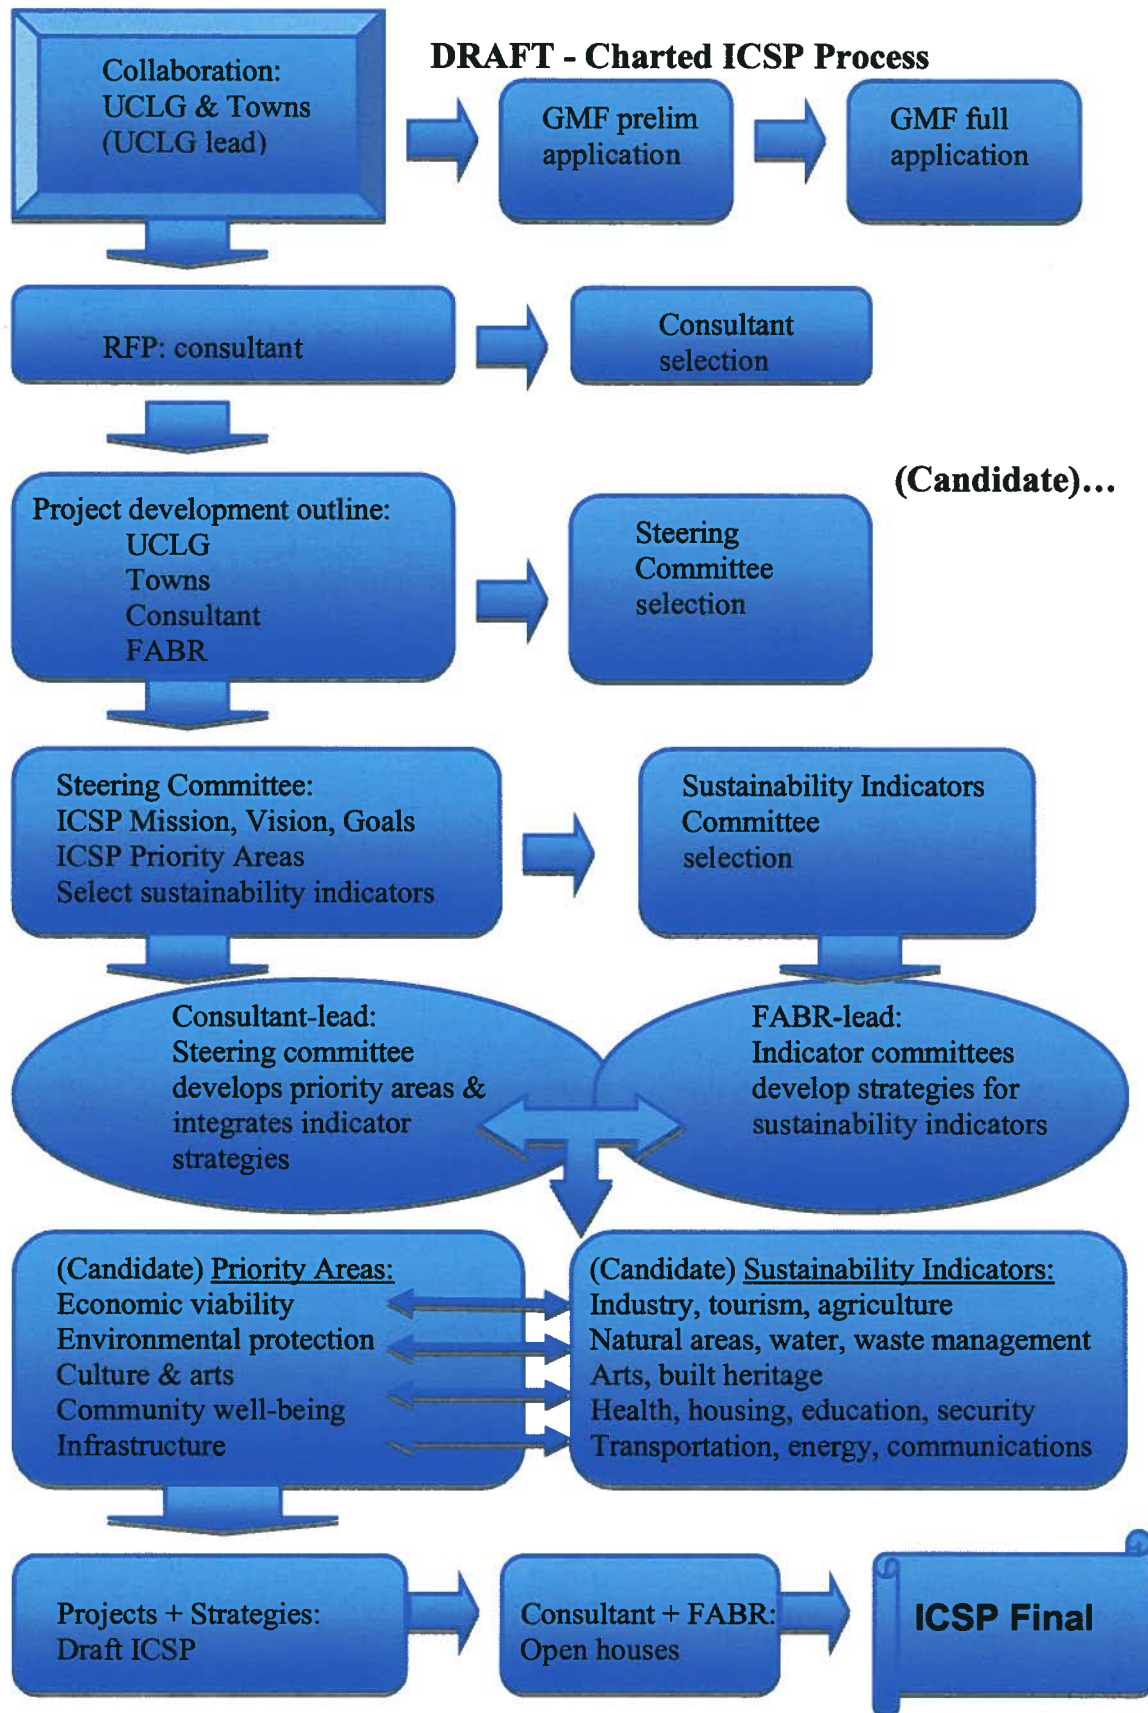 DRAFT - Charted ICSP Process
Collaboration:
UCLG & Towns
(UCLG lead)
GMF prelim
application
GMF full
application
RFP: consultant
Consultant
selection
(Candidate)...
Project development outline:
UCLG
Towns
Consultant
FABR
Steering
Committee
selection
Steering Committee:
ICSP Mission, Vision, Goals
ICSP Priority Areas
Select sustainability indicators
Sustainability Indicators
Committee
selection
Consultant-lead:
Steering committee
develops priority areas &
integrates indicator
strategies
FABR-lead:
Indicator committees
develop strategies for
sustainability indicators
(Candidate) Priority Areas:
Economic viability
Environmental protection
Culture & arts
Community well-being
Infrastructure
(Candidate) Sustainability Indicators:
Industry, tourism, agriculture
Natural areas, water, waste management
Arts, built heritage
Health, housing, education, security
Transportation, energy, communications
Projects + Strategies:
Draft ICSP
Consultant + FABR:
Open houses
ICSP Final